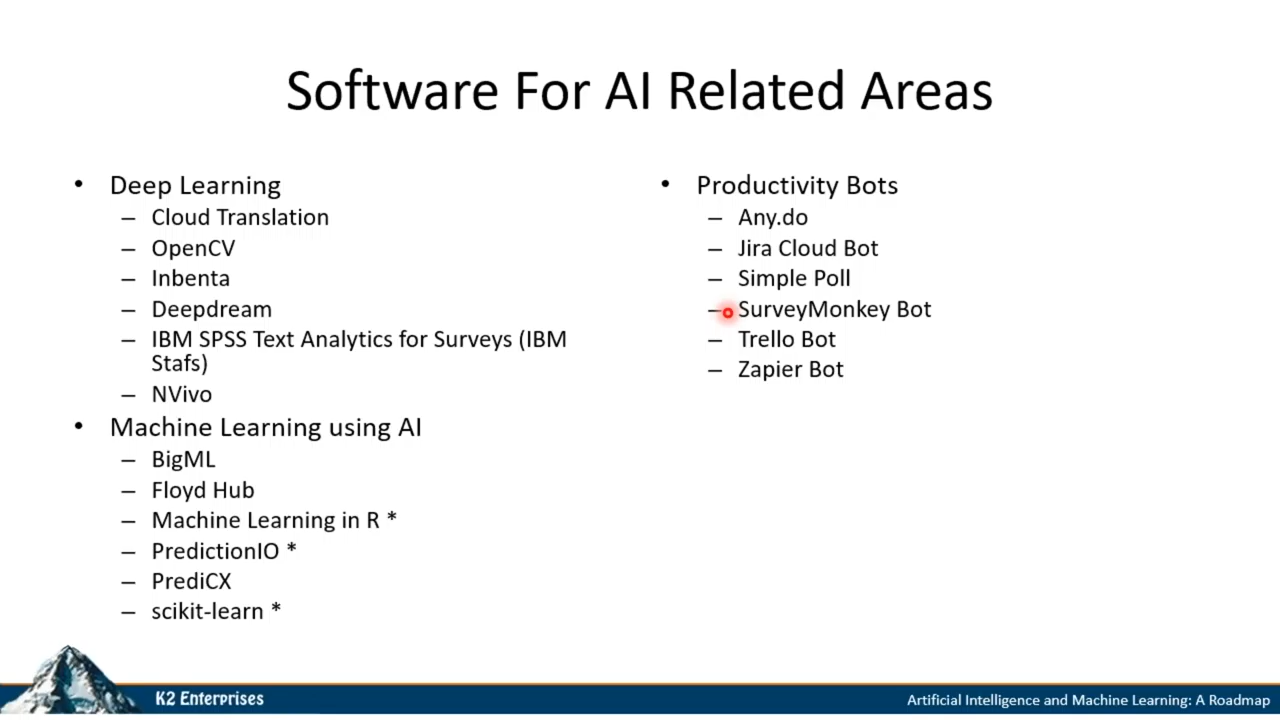 Software For AI Related Areas
• Deep Learning
– Cloud Translation
– OpenCV
– Inbenta
– Deepdream
– IBM SPSS Text Analytics for Surveys (IBM
Stafs)
– NVivo
• Machine Learning using AI
– BigML
– Floyd Hub
– Machine Learning in R *
– PredictionIO *
– PrediCX
– scikit-learn *
• Productivity Bots
– Any.do
– Jira Cloud Bot
– Simple Poll
– SurveyMonkey Bot
– Trello Bot
– Zapier Bot
K2 Enterprises
Artificial Intelligence and Machine Learning: A Roadmap